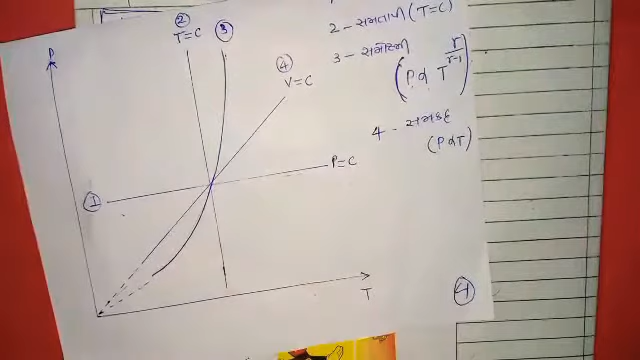 2 - સમતાપી (T=C)
3 - સમોષ્મી
(P α T^(r/r-1))
4 - સમકદ
(P α T)
P
②
T=C
③
④
V=C
P=C
①
T
④